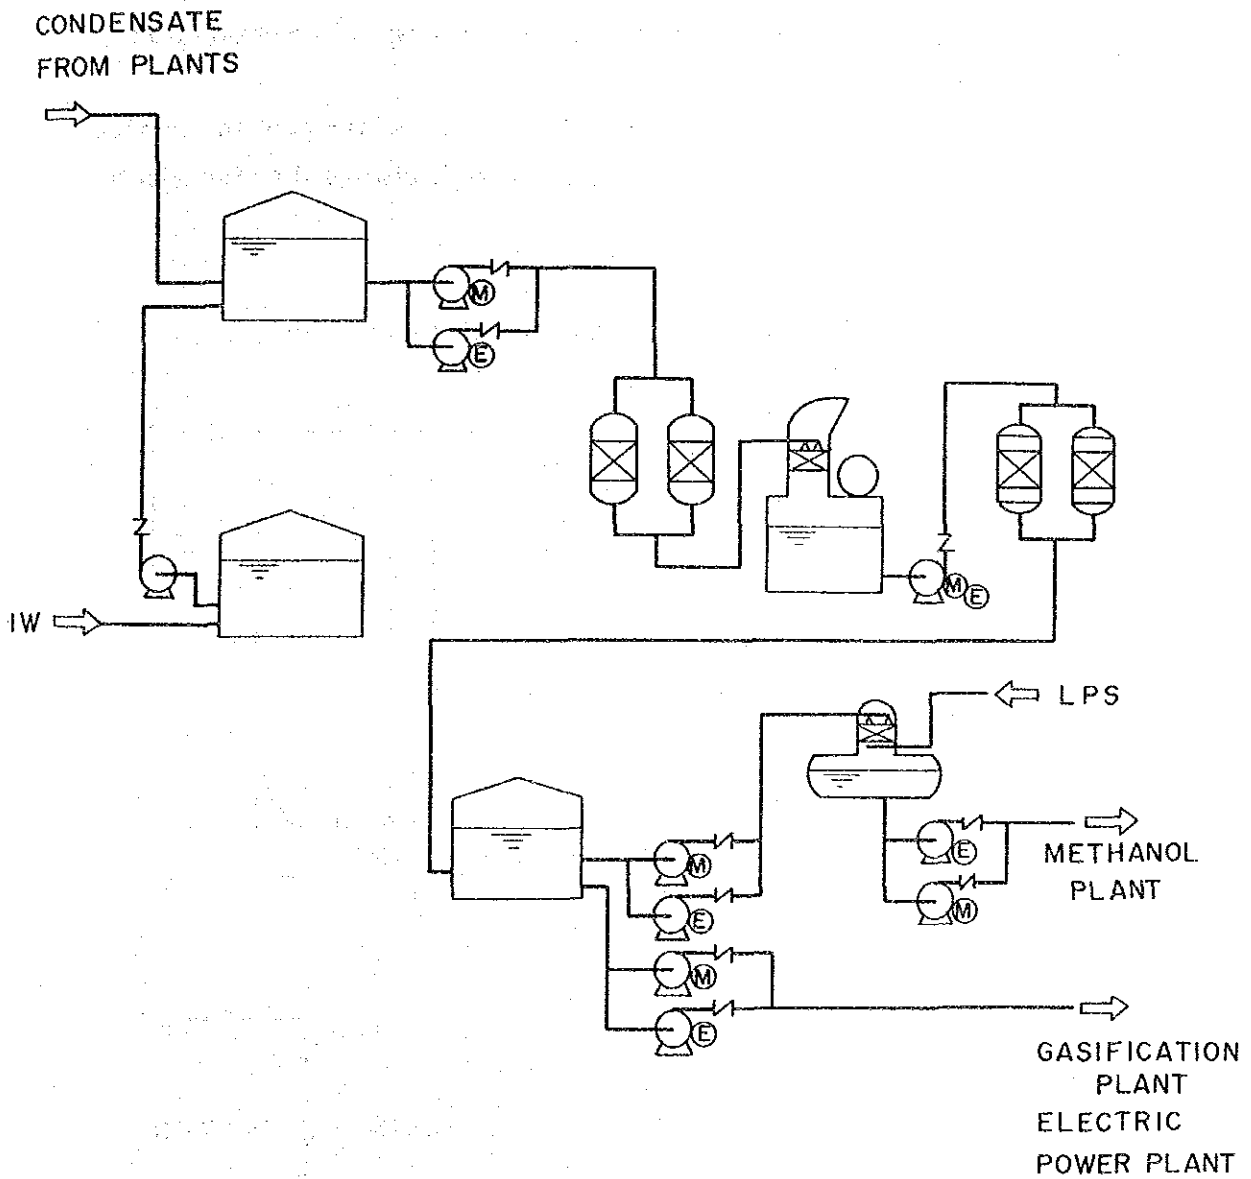 CONDENSATE
FROM PLANTS
M
E
M
E
IW
LPS
M
E
E
METHANOL
PLANT
M
E
M
M
E
GASIFICATION
PLANT
ELECTRIC
POWER PLANT